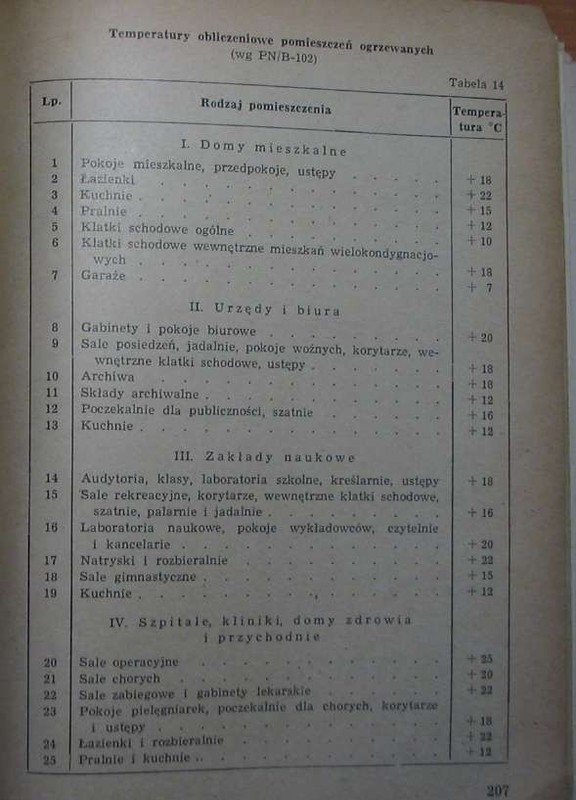 Temperatury obliczeniowe pomieszczeń ogrzewanych
(wg PN/B-102)
Tabela 14
Lp. Rodzaj pomieszczenia Tempera-
tura °C
I. Domy mieszkalne
1 Pokoje mieszkalne, przedpokoje, ustępy + 18
2 Łazienki + 22
3 Kuchnie + 15
4 Pralnie + 12
5 Klatki schodowe ogólne + 10
6 Klatki schodowe wewnętrzne mieszkań wielokondygnacjo-
wych + 18
7 Garaże + 7
II. Urzędy i biura
8 Gabinety i pokoje biurowe + 20
9 Sale posiedzeń, jadalnie, pokoje woźnych, korytarze, we-
wnętrzne klatki schodowe, ustępy + 18
10 Archiwa + 18
11 Składy archiwalne + 12
12 Poczekalnie dla publiczności, szatnie + 16
13 Kuchnie + 12
III. Zakłady naukowe
14 Audytoria, klasy, laboratoria szkolne, kreślarnie, ustępy + 18
15 Sale rekreacyjne, korytarze, wewnętrzne klatki schodowe,
szatnie, palarnie i jadalnie + 16
16 Laboratoria naukowe, pokoje wykładowców, czytelnie
i kancelarie + 20
17 Natryski i rozbieralnie + 22
18 Sale gimnastyczne + 15
19 Kuchnie + 12
IV. Szpitale, kliniki, domy zdrowia
i przychodnie
20 Sale operacyjne + 25
21 Sale chorych + 20
22 Sale zabiegowe i gabinety lekarskie + 22
23 Pokoje pielęgniarek, poczekalnie dla chorych, korytarze
i ustępy + 18
24 Łazienki i rozbieralnie + 22
25 Pralnie i kuchnie + 12
207